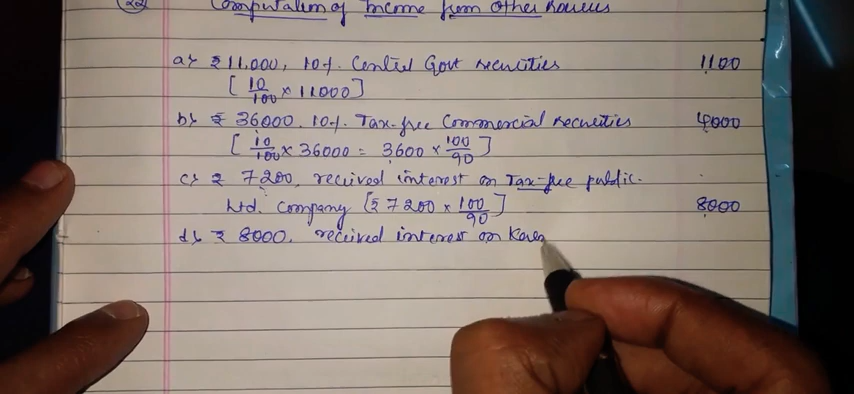 22 Computation of Income from Other Sources
a) ₹ 11,000, 10%. Central Govt securities 1100
[ 10/100 × 11000 ]
b) ₹ 36000. 10%. Tax-free Commercial securities 4000
[ 10/100 × 36000 = 3600 × 100/90 ]
c) ₹ 7200, received interest on Tax-free public.
Ltd. Company [ ₹ 7200 × 100/90 ] 8000
d) ₹ 8000. received interest on